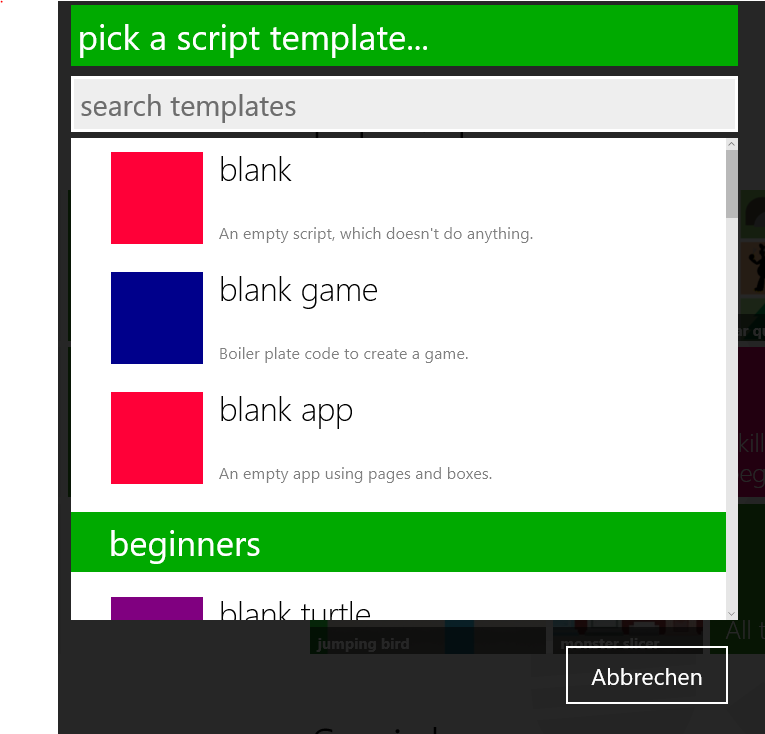 pick a script template...
search templates
blank
An empty script, which doesn't do anything.
blank game
Boiler plate code to create a game.
blank app
An empty app using pages and boxes.
beginners
blank turtle
jumping bird
monster slicer
All t
Abbrechen